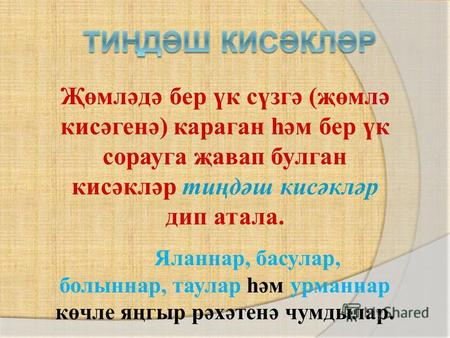 ТИҢДӘШ КИСӘКЛӘР
Җөмләдә бер үк сүзгә (җөмлә
кисәгенә) караган һәм бер үк
сорауга җавап булган
кисәкләр тиңдәш кисәкләр
дип атала.
Яланнар, басулар,
болыннар, таулар һәм урманнар
көчле яңгыр рәхәтенә чумдылар.
MyShared